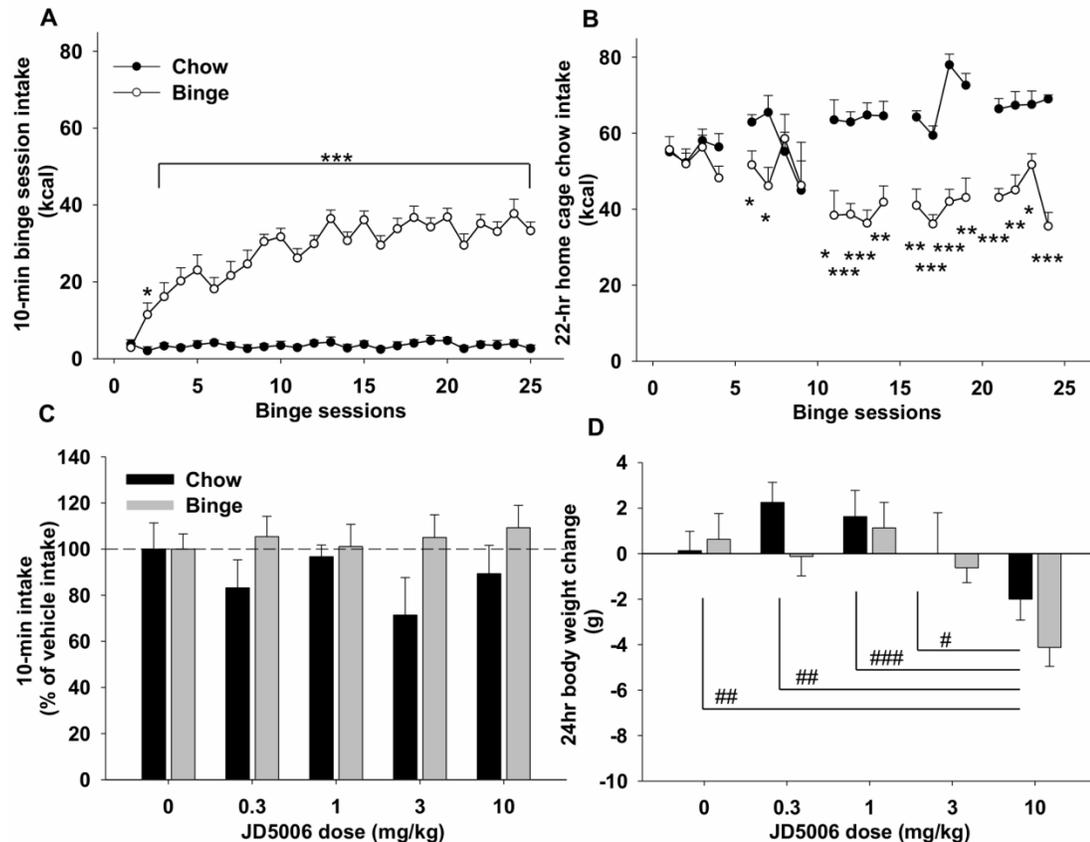 A
10-min binge session intake
(kcal)
80
60
40
20
0
Chow
Binge
***
*
0 5 10 15 20 25
Binge sessions
B
22-hr home cage chow intake
(kcal)
80
60
40
20
0
*
*
*
***
***
**
**
***
***
**
***
**
*
***
0 5 10 15 20 25
Binge sessions
C
10-min intake
(% of vehicle intake)
140
120
100
80
60
40
20
0
Chow
Binge
0 0.3 1 3 10
JD5006 dose (mg/kg)
D
24hr body weight change
(g)
4
2
0
-2
-4
-6
-8
-10
#
###
##
##
0 0.3 1 3 10
JD5006 dose (mg/kg)